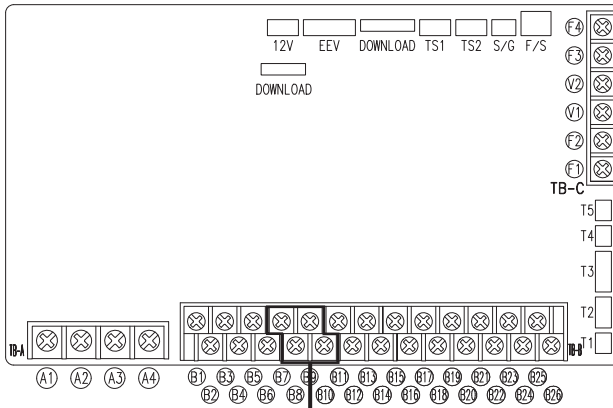 12V EEV DOWNLOAD TS1 TS2 S/G F/S
DOWNLOAD
F4
F3
V2
V1
F2
F1
TB-C
T5
T4
T3
T2
T1
TB-A
TB-B
A1 A2 A3 A4
B1 B3 B5 B7 B9 B11 B13 B15 B17 B19 B21 B23 B25
B2 B4 B6 B8 B10 B12 B14 B16 B18 B20 B22 B24 B26